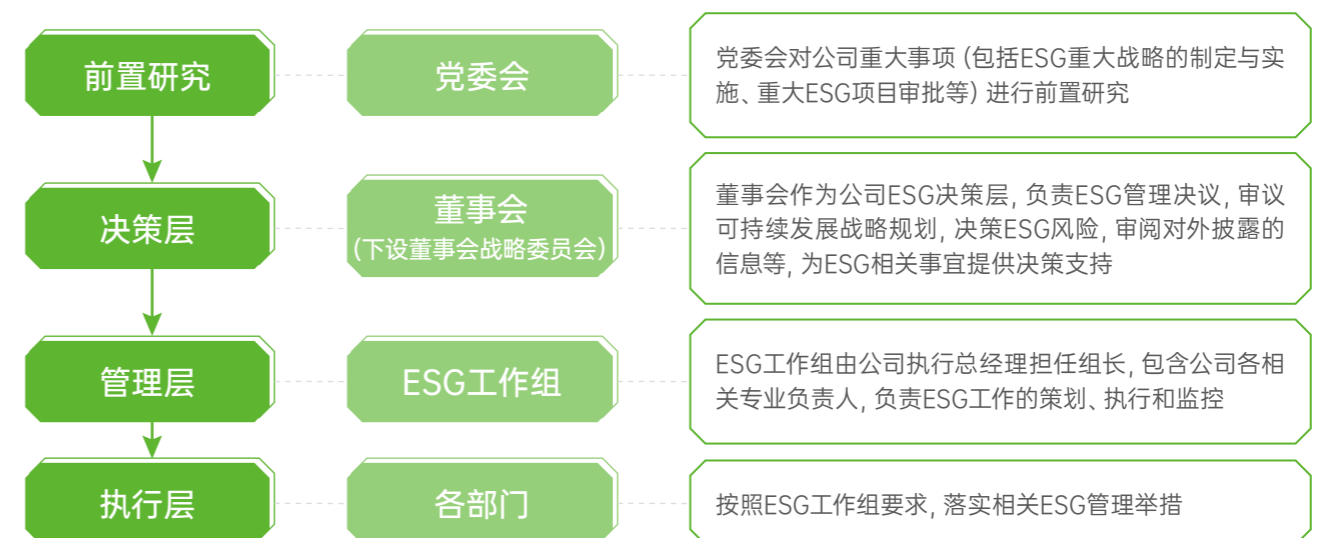 前置研究
党委会
党委会对公司重大事项（包括ESG重大战略的制定与实
施、重大ESG项目审批等）进行前置研究
决策层
董事会
（下设董事会战略委员会）
董事会作为公司ESG决策层，负责ESG管理决议，审议
可持续发展战略规划，决策ESG风险，审阅对外披露的
信息等，为ESG相关事宜提供决策支持
管理层
ESG工作组
ESG工作组由公司执行总经理担任组长，包含公司各相
关专业负责人，负责ESG工作的策划、执行和监控
执行层
各部门
按照ESG工作组要求，落实相关ESG管理举措